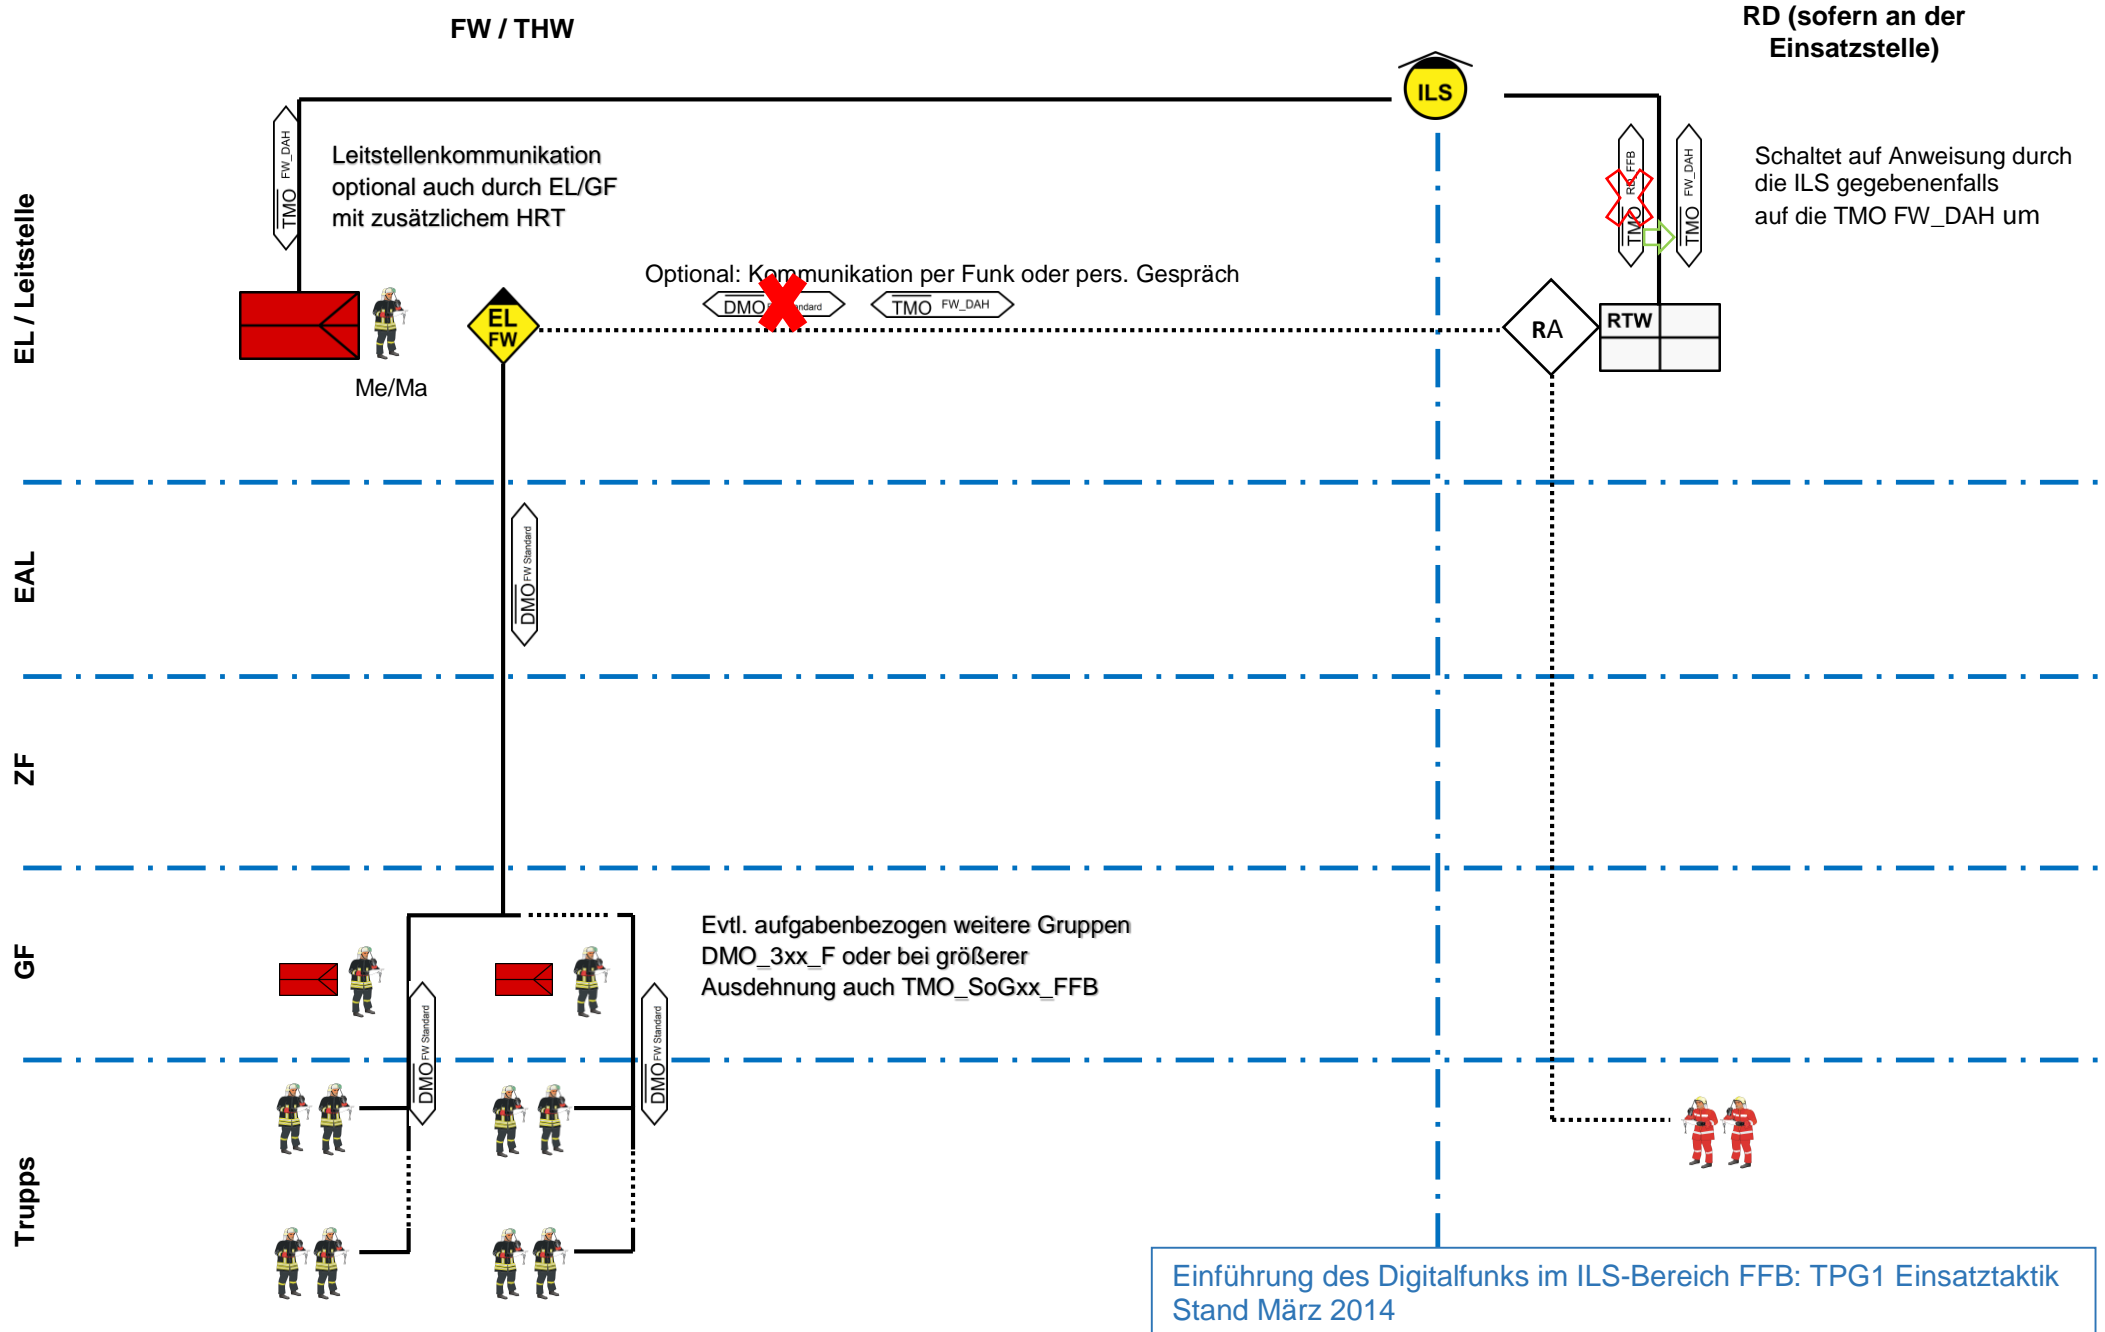 FW / THW
RD (sofern an der
Einsatzstelle)
ILS
EL / Leitstelle
TMO FW_DAH
Leitstellenkommunikation
optional auch durch EL/GF
mit zusätzlichem HRT
TMO RD_FFB
TMO FW_DAH
Schaltet auf Anweisung durch
die ILS gegebenenfalls
auf die TMO FW_DAH um
Optional: Kommunikation per Funk oder pers. Gespräch
DMO
TMO FW_DAH
EL
FW
RA
RTW
Me/Ma
EAL
DMO FW Standard
ZF
GF
Evtl. aufgabenbezogen weitere Gruppen
DMO_3xx_F oder bei größerer
Ausdehnung auch TMO_SoGxx_FFB
DMO FW Standard
DMO FW Standard
Trupps
Einführung des Digitalfunks im ILS-Bereich FFB: TPG1 Einsatztaktik
Stand März 2014